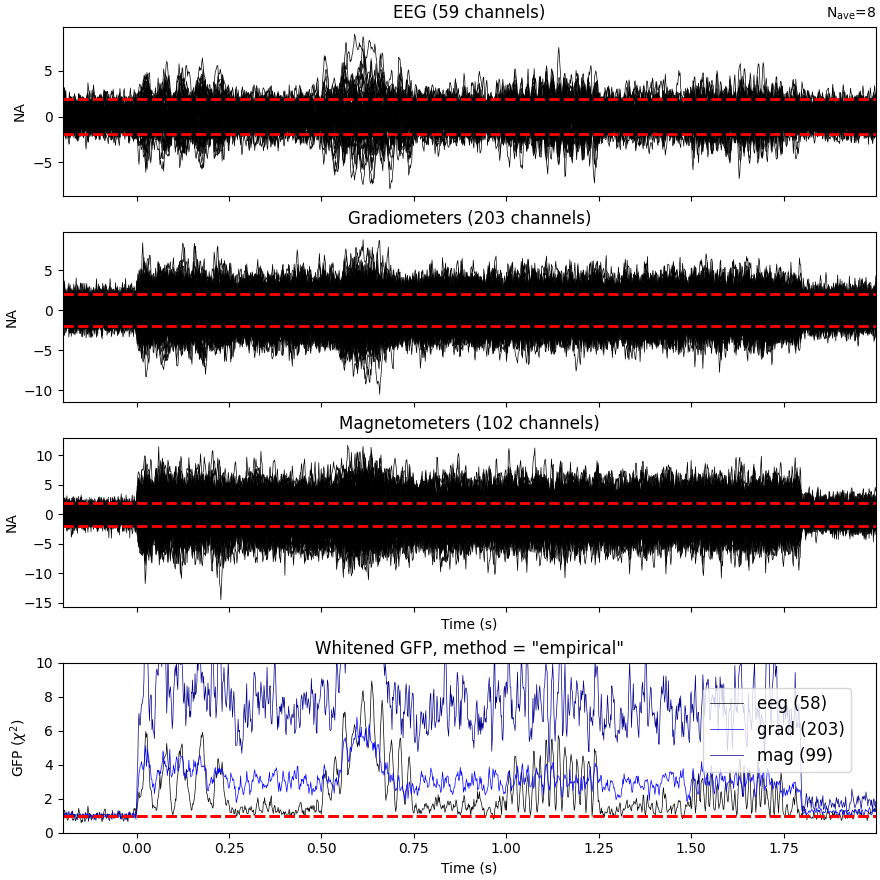 EEG (59 channels)
N_ave=8
NA
5
0
−5
Gradiometers (203 channels)
NA
5
0
−5
−10
Magnetometers (102 channels)
NA
10
5
0
−5
−10
−15
Time (s)
Whitened GFP, method = "empirical"
GFP (χ²)
10
8
6
4
2
0
eeg (58)
grad (203)
mag (99)
0.00 0.25 0.50 0.75 1.00 1.25 1.50 1.75
Time (s)